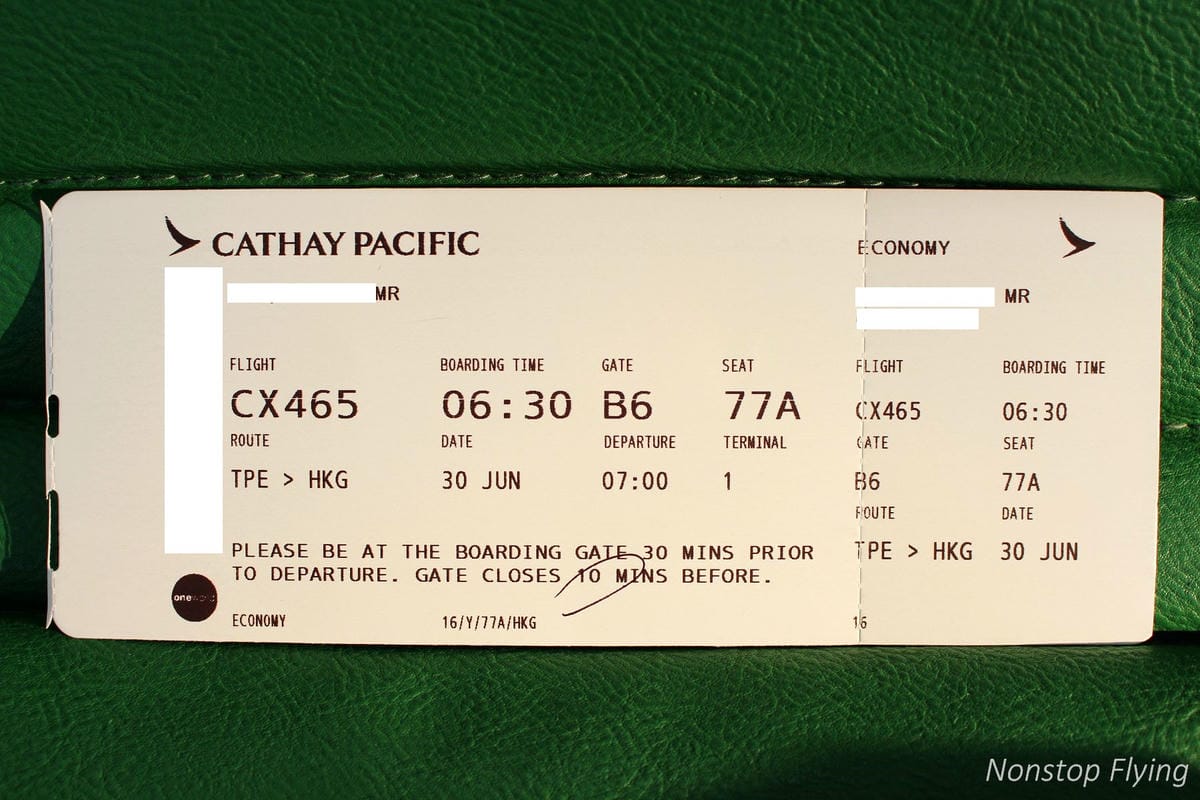 CATHAY PACIFIC
MR
FLIGHT BOARDING TIME GATE SEAT
CX465 06:30 B6 77A
ROUTE DATE DEPARTURE TERMINAL
TPE > HKG 30 JUN 07:00 1
PLEASE BE AT THE BOARDING GATE 30 MINS PRIOR
TO DEPARTURE. GATE CLOSES 10 MINS BEFORE.
oneworld
ECONOMY 16/Y/77A/HKG
ECONOMY
MR
FLIGHT BOARDING TIME
CX465 06:30
GATE SEAT
B6 77A
ROUTE DATE
TPE > HKG 30 JUN
16
Nonstop Flying